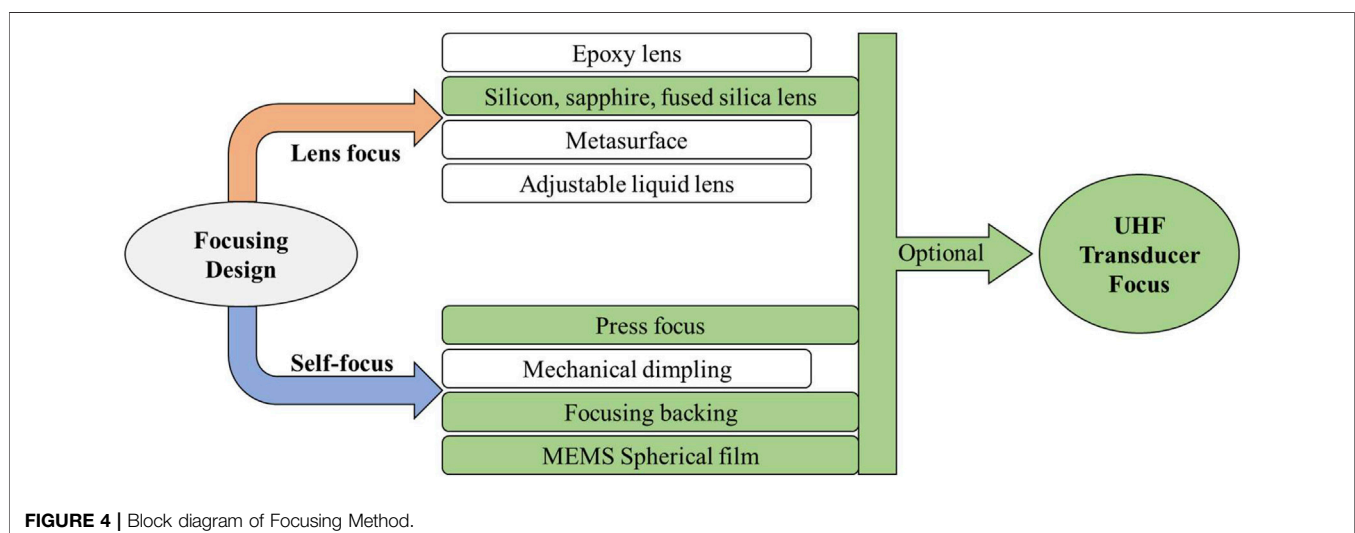 Epoxy lens
Silicon, sapphire, fused silica lens
Metasurface
Adjustable liquid lens
Lens focus
Focusing
Design
Self-focus
Press focus
Mechanical dimpling
Focusing backing
MEMS Spherical film
Optional
UHF
Transducer
Focus
FIGURE 4 | Block diagram of Focusing Method.